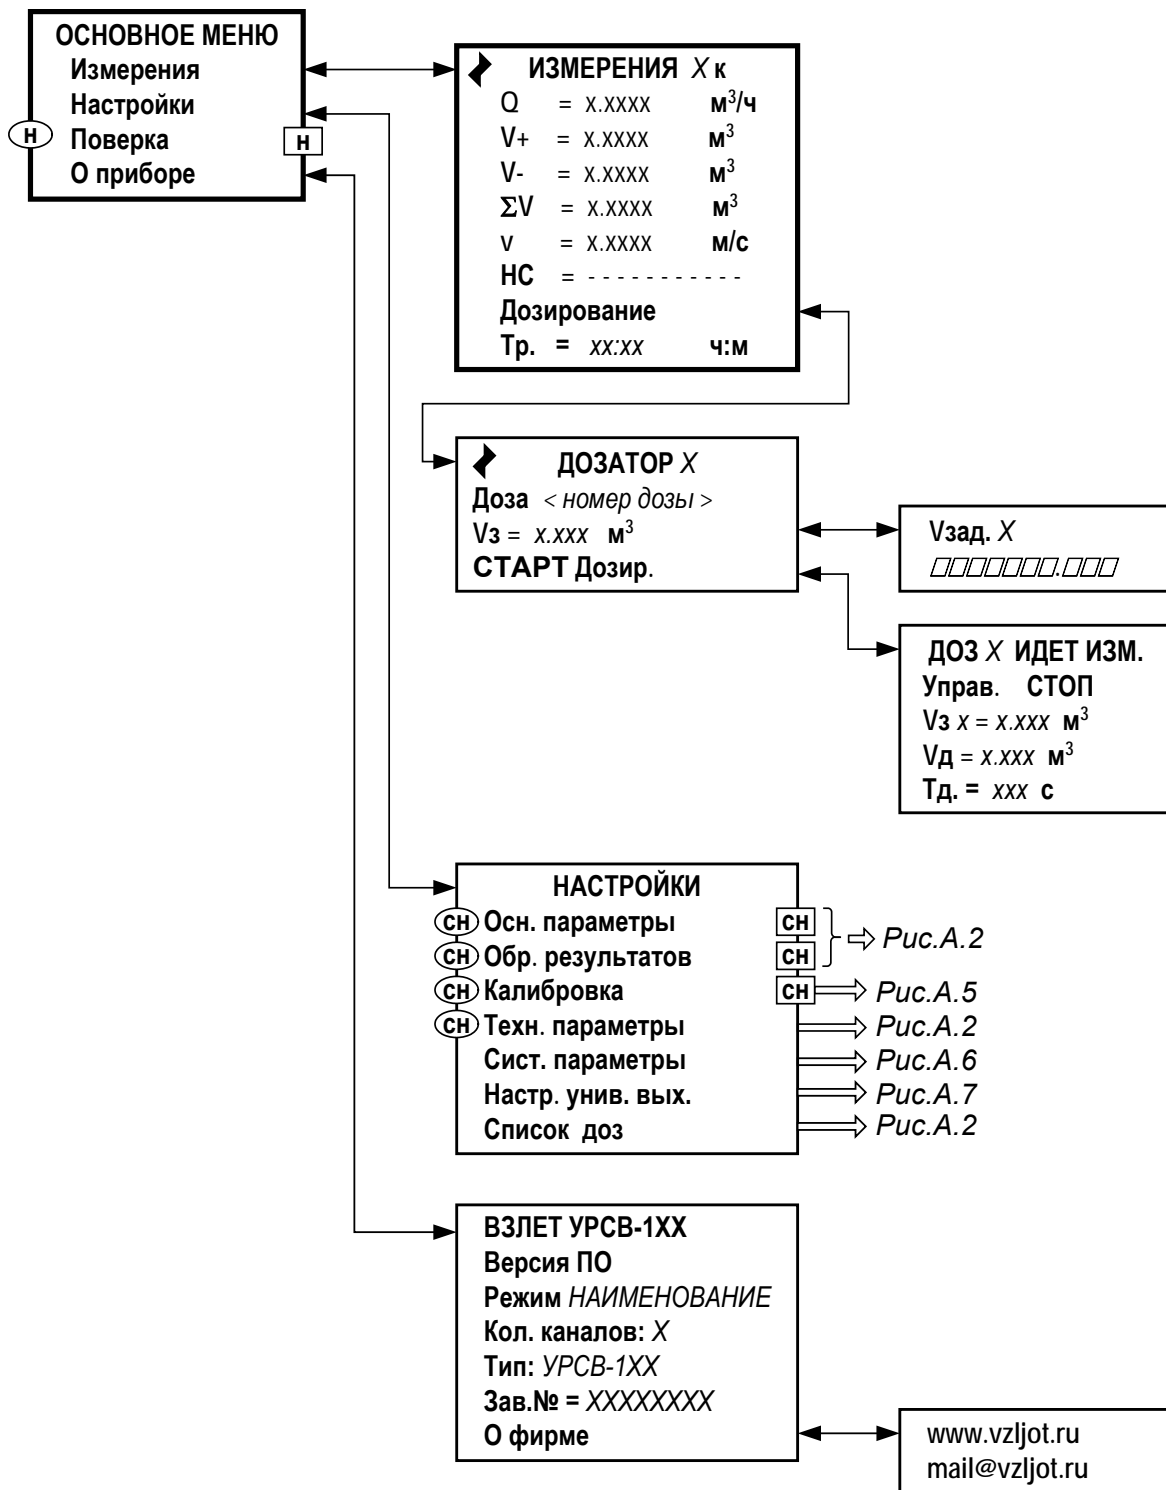 ОСНОВНОЕ МЕНЮ
Измерения
Настройки
Н Поверка Н
О приборе
ИЗМЕРЕНИЯ X к
Q = x.xxxx м³/ч
V+ = x.xxxx м³
V- = x.xxxx м³
ΣV = x.xxxx м³
v = x.xxxx м/с
НС = - - - - - - - - - - -
Дозирование
Тр. = xx:xx ч:м
ДОЗАТОР X
Доза < номер дозы >
Vз = x.xxx м³
СТАРТ Дозир.
Vзад. X
▯▯▯▯▯▯▯.▯▯▯
ДОЗ X ИДЕТ ИЗМ.
Управ. СТОП
Vз x = x.xxx м³
Vд = x.xxx м³
Тд. = xxx с
НАСТРОЙКИ
СН Осн. параметры СН
СН Обр. результатов СН
Рис.А.2
СН Калибровка СН Рис.А.5
СН Техн. параметры Рис.А.2
Сист. параметры Рис.А.6
Настр. унив. вых. Рис.А.7
Список доз Рис.А.2
ВЗЛЕТ УРСВ-1ХХ
Версия ПО
Режим НАИМЕНОВАНИЕ
Кол. каналов: X
Тип: УРСВ-1ХХ
Зав.№ = XXXXXXXX
О фирме
www.vzljot.ru
mail@vzljot.ru